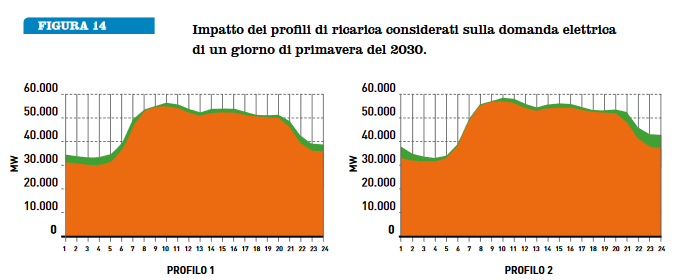 FIGURA 14
Impatto dei profili di ricarica considerati sulla domanda elettrica
di un giorno di primavera del 2030.
60.000
50.000
40.000
30.000
20.000
10.000
0
MW
1 2 3 4 5 6 7 8 9 10 11 12 13 14 15 16 17 18 19 20 21 22 23 24
PROFILO 1
60.000
50.000
40.000
30.000
20.000
10.000
0
MW
1 2 3 4 5 6 7 8 9 10 11 12 13 14 15 16 17 18 19 20 21 22 23 24
PROFILO 2